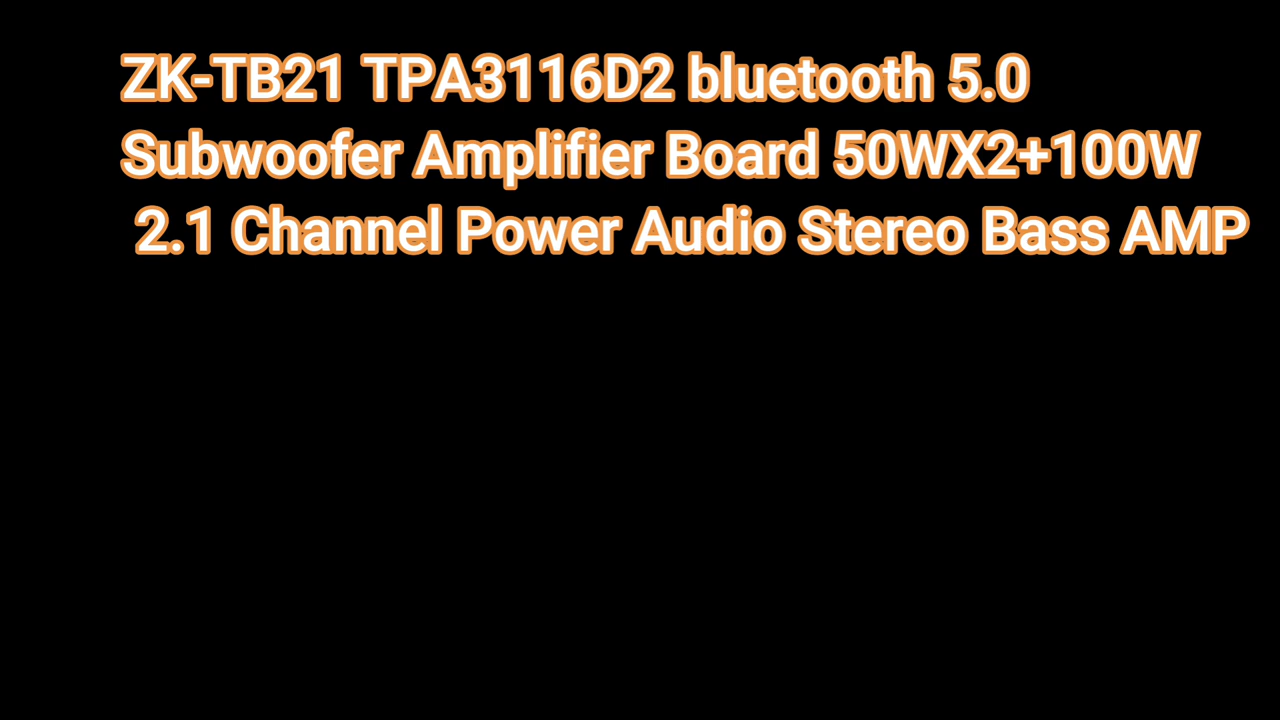 ZK-TB21 TPA3116D2 bluetooth 5.0
Subwoofer Amplifier Board 50WX2+100W
2.1 Channel Power Audio Stereo Bass AMP